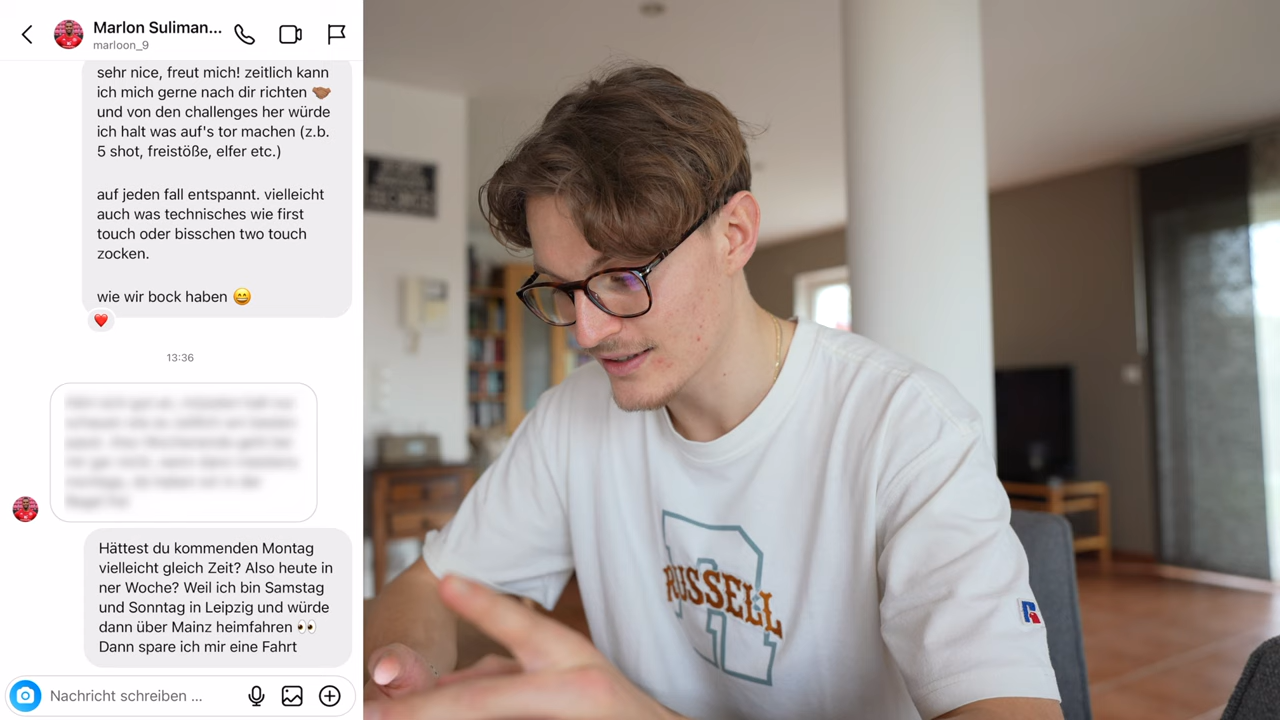 Marlon Suliman...
marloon_9
sehr nice, freut mich! zeitlich kann
ich mich gerne nach dir richten 🤝🏾
und von den challenges her würde
ich halt was auf's tor machen (z.b.
5 shot, freistöße, elfer etc.)
auf jeden fall entspannt. vielleicht
auch was technisches wie first
touch oder bisschen two touch
zocken.
wie wir bock haben 😄
❤️
13:36
Hättest du kommenden Montag
vielleicht gleich Zeit? Also heute in
ner Woche? Weil ich bin Samstag
und Sonntag in Leipzig und würde
dann über Mainz heimfahren 👀
Dann spare ich mir eine Fahrt
Nachricht schreiben ...
R
RUSSELL
R